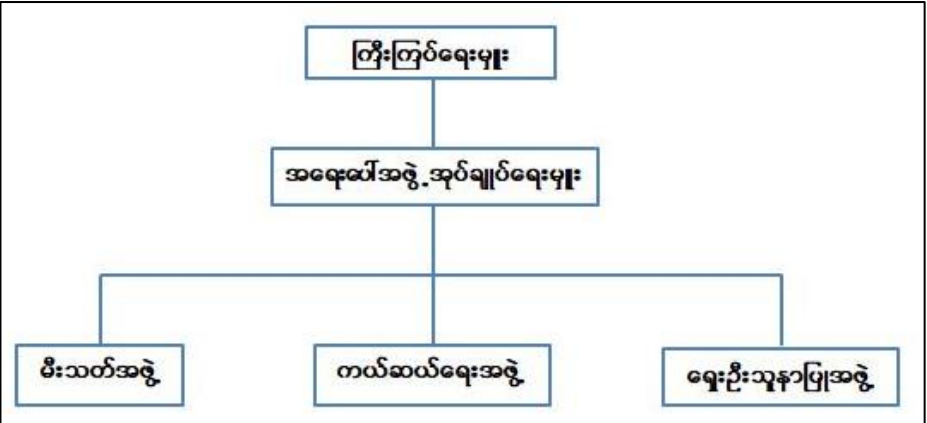 ကြီးကြပ်ရေးမှူး
အရေးပေါ်အဖွဲ့အုပ်ချုပ်ရေးမှူး
မီးသတ်အဖွဲ့
ကယ်ဆယ်ရေးအဖွဲ့
ရှေးဦးသူနာပြုအဖွဲ့